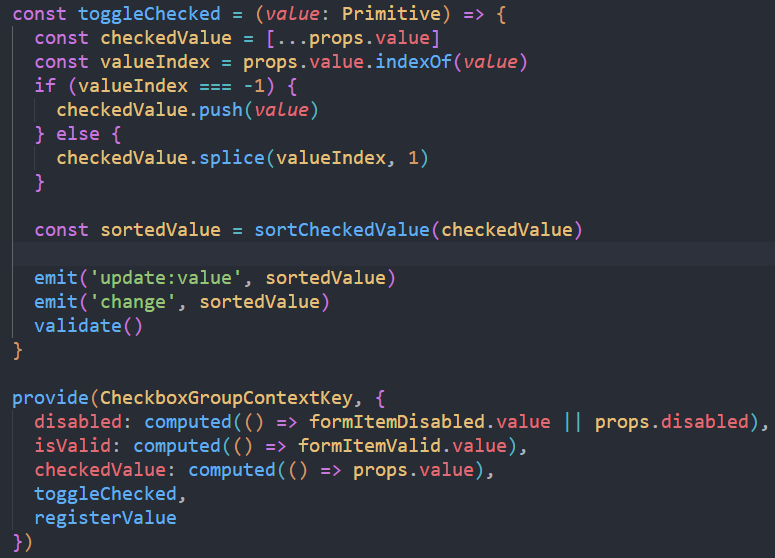 const toggleChecked = (value: Primitive) => {
  const checkedValue = [...props.value]
  const valueIndex = props.value.indexOf(value)
  if (valueIndex === -1) {
    checkedValue.push(value)
  } else {
    checkedValue.splice(valueIndex, 1)
  }
  const sortedValue = sortCheckedValue(checkedValue)
  emit('update:value', sortedValue)
  emit('change', sortedValue)
  validate()
}
provide(CheckboxGroupContextKey, {
  disabled: computed(() => formItemDisabled.value || props.disabled),
  isValid: computed(() => formItemValid.value),
  checkedValue: computed(() => props.value),
  toggleChecked,
  registerValue
})